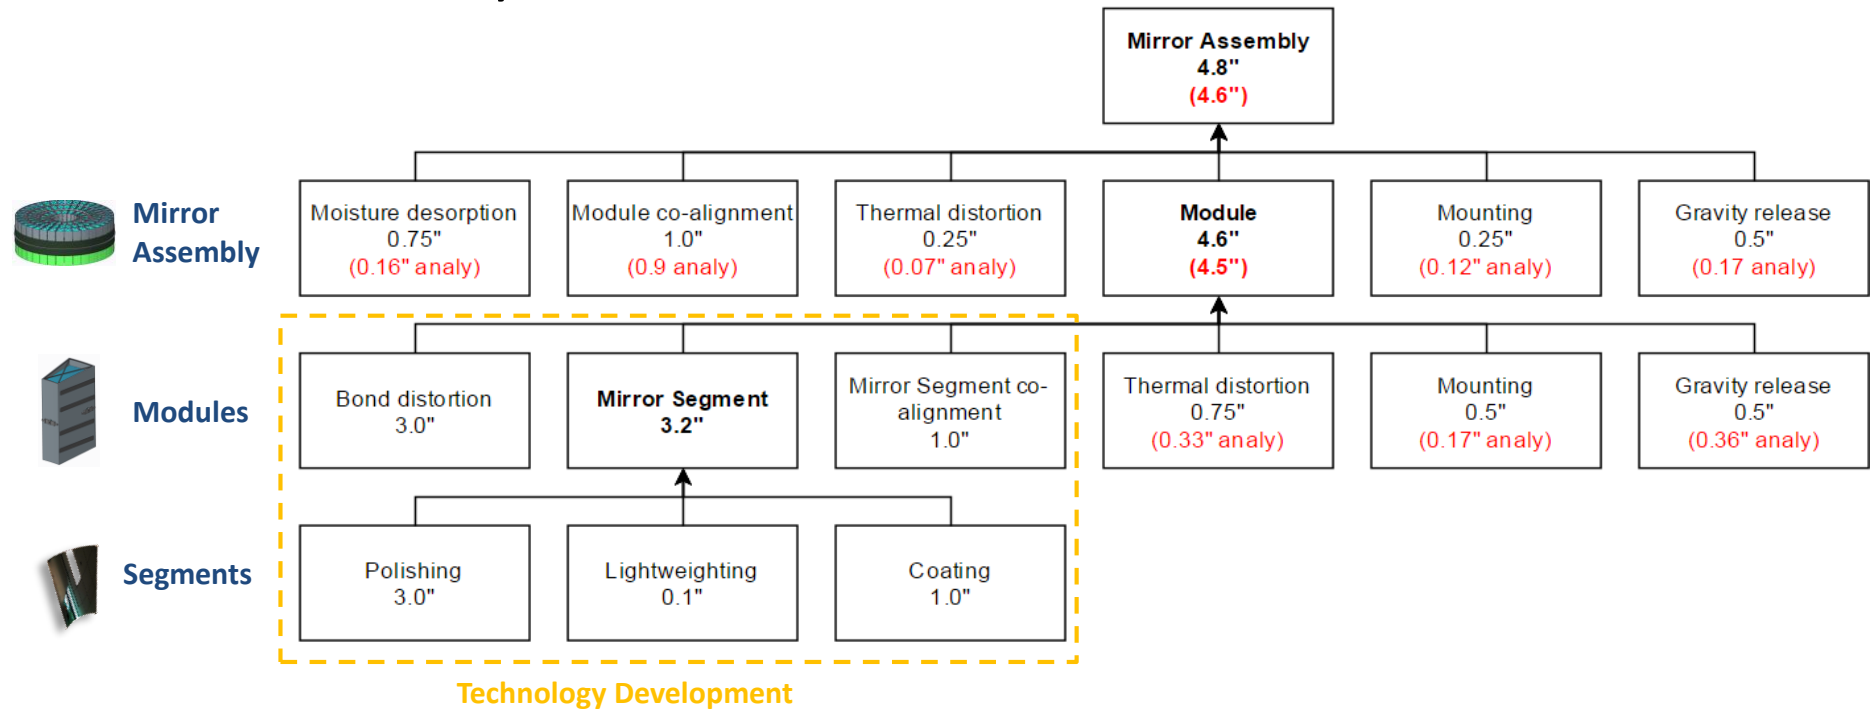 Mirror Assembly
4.8"
(4.6")
Mirror
Assembly
Moisture desorption
0.75"
(0.16" analy)
Module co-alignment
1.0"
(0.9 analy)
Thermal distortion
0.25"
(0.07" analy)
Module
4.6"
(4.5")
Mounting
0.25"
(0.12" analy)
Gravity release
0.5"
(0.17 analy)
Modules
Bond distortion
3.0"
Mirror Segment
3.2"
Mirror Segment co-
alignment
1.0"
Thermal distortion
0.75"
(0.33" analy)
Mounting
0.5"
(0.17" analy)
Gravity release
0.5"
(0.36" analy)
Segments
Polishing
3.0"
Lightweighting
0.1"
Coating
1.0"
Technology Development